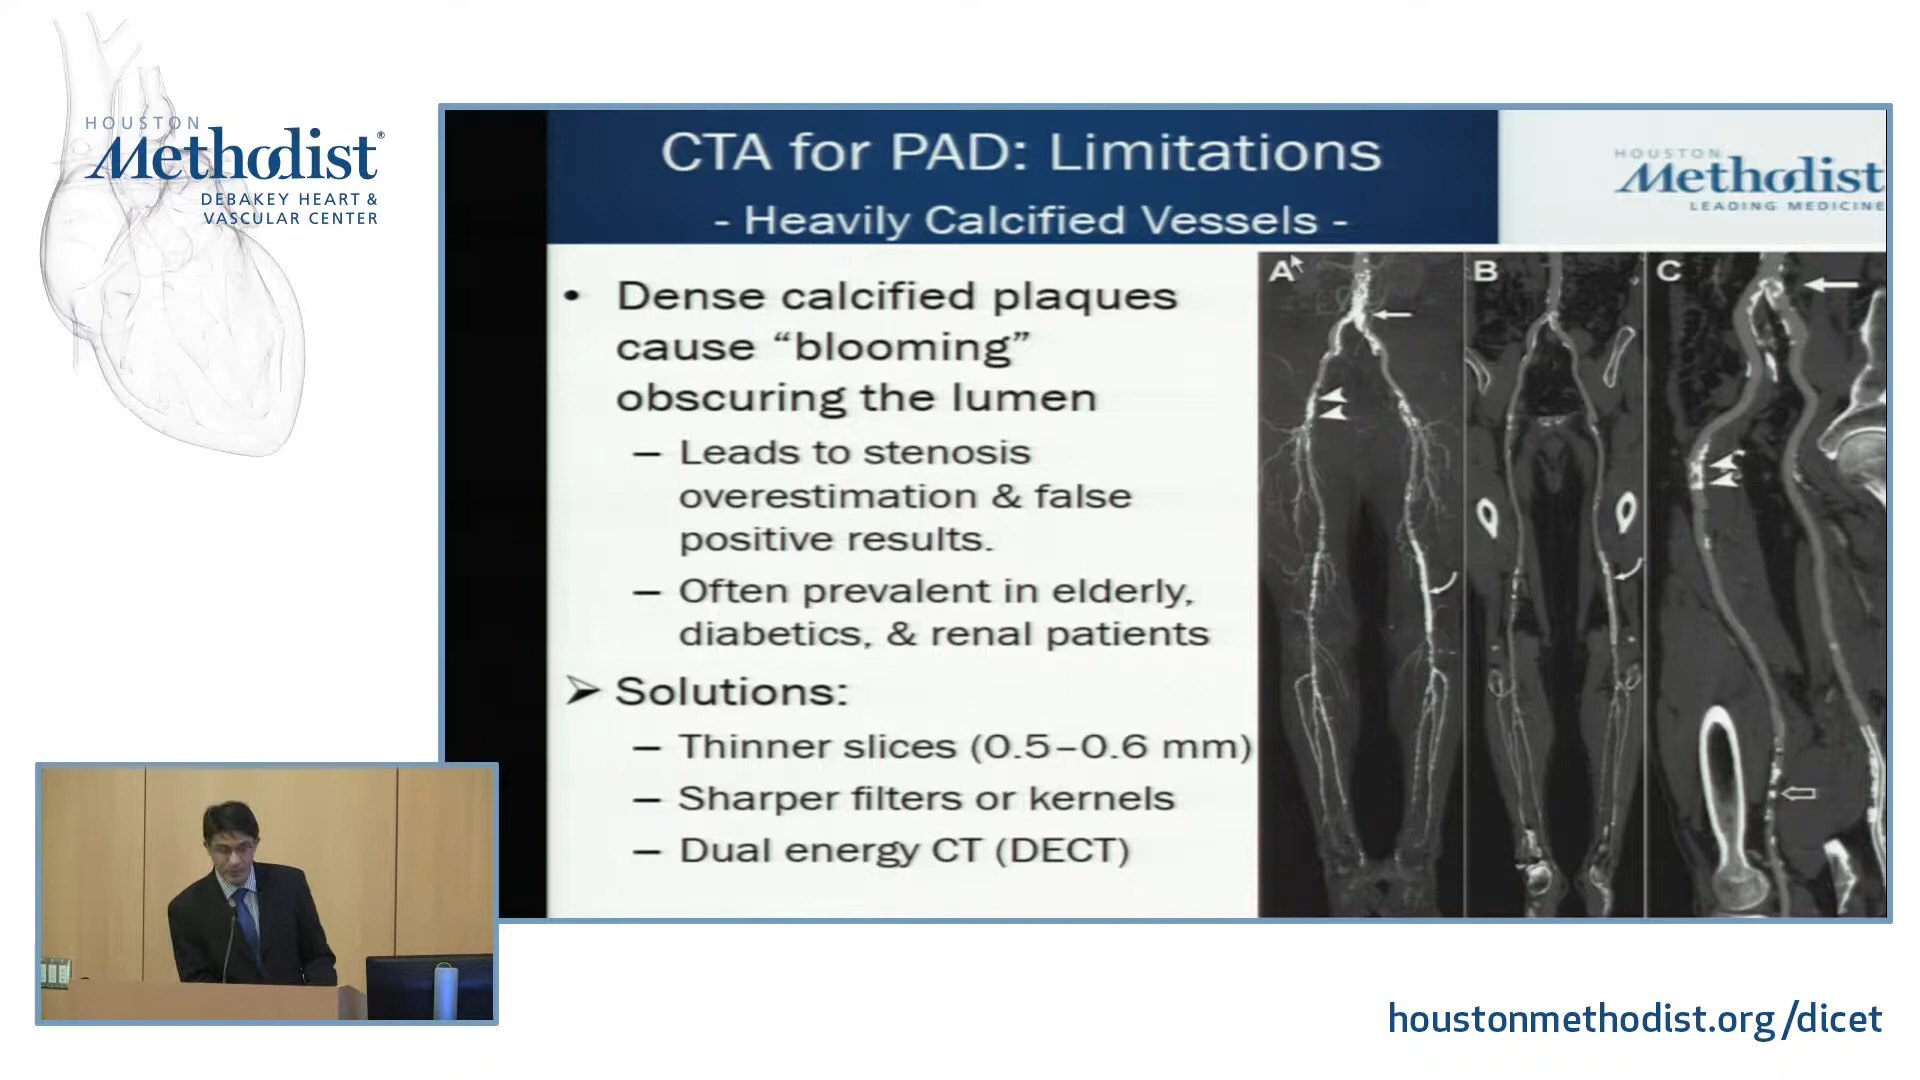 HOUSTON
Methodist®
DEBAKEY HEART &
VASCULAR CENTER
CTA for PAD: Limitations
- Heavily Calcified Vessels -
HOUSTON
Methodist
LEADING MEDICINE
• Dense calcified plaques
cause “blooming”
obscuring the lumen
– Leads to stenosis
overestimation & false
positive results.
– Often prevalent in elderly,
diabetics, & renal patients
➢ Solutions:
– Thinner slices (0.5–0.6 mm)
– Sharper filters or kernels
– Dual energy CT (DECT)
A
B
C
houstonmethodist.org/dicet